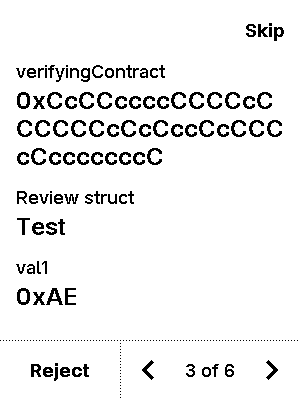 Skip
verifyingContract
0xCcCCccccCCCCcC
CCCCCcCcCccCcCCC
cCccccccccC
Review struct
Test
val1
0xAE
Reject
3 of 6